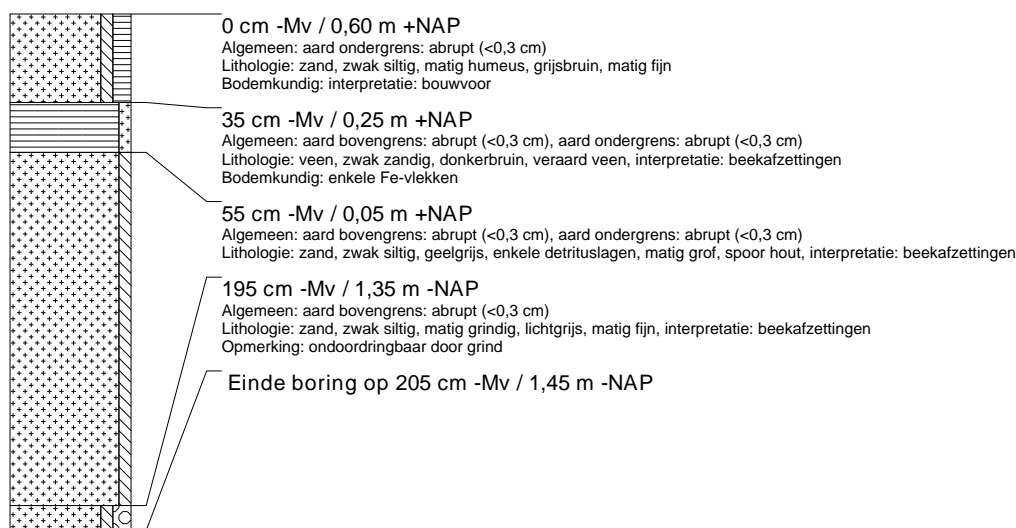 0 cm -Mv / 0,60 m +NAP
Algemeen: aard ondergrens: abrupt (<0,3 cm)
Lithologie: zand, zwak siltig, matig humeus, grijsbruin, matig fijn
Bodemkundig: interpretatie: bouwvoor
35 cm -Mv / 0,25 m +NAP
Algemeen: aard bovengrens: abrupt (<0,3 cm), aard ondergrens: abrupt (<0,3 cm)
Lithologie: veen, zwak zandig, donkerbruin, veraard veen, interpretatie: beekafzettingen
Bodemkundig: enkele Fe-vlekken
55 cm -Mv / 0,05 m +NAP
Algemeen: aard bovengrens: abrupt (<0,3 cm), aard ondergrens: abrupt (<0,3 cm)
Lithologie: zand, zwak siltig, geelgrijs, enkele detrituslagen, matig grof, spoor hout, interpretatie: beekafzettingen
195 cm -Mv / 1,35 m -NAP
Algemeen: aard bovengrens: abrupt (<0,3 cm)
Lithologie: zand, zwak siltig, matig grindig, lichtgrijs, matig fijn, interpretatie: beekafzettingen
Opmerking: ondoordringbaar door grind
Einde boring op 205 cm -Mv / 1,45 m -NAP